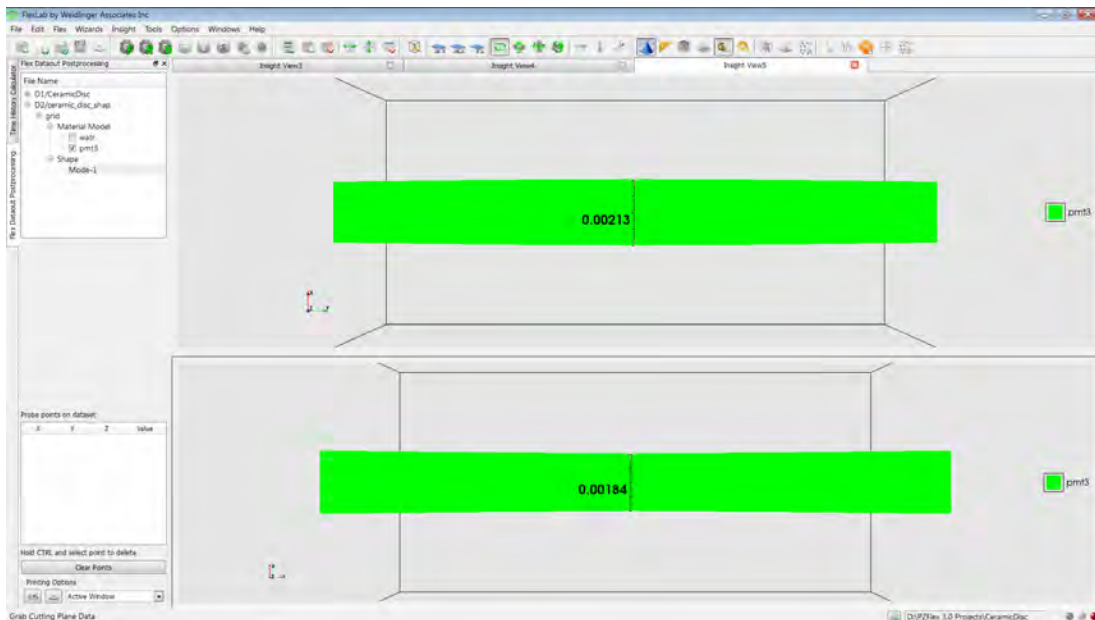 FlexLab by Weidlinger Associates Inc
File Edit Flex Wizards Insight Tools Options Windows Help
Flex Dataout Postprocessing
Insight View3
Insight View4
Insight View5
Time History Calculator
Flex Dataout Postprocessing
File Name
D1/CeramicDisc
D2/ceramic_disc_shap
grid
Material Model
watr
pmt3
Shape
Mode-1
0.00213
pmt3
Probe points on dataset
X Y Z Value
0.00184
pmt3
Hold CTRL and select point to delete
Clear Points
Printing Options
Active Window
Grab Cutting Plane Data
D:\PZFlex 3.0 Projects\CeramicDisc